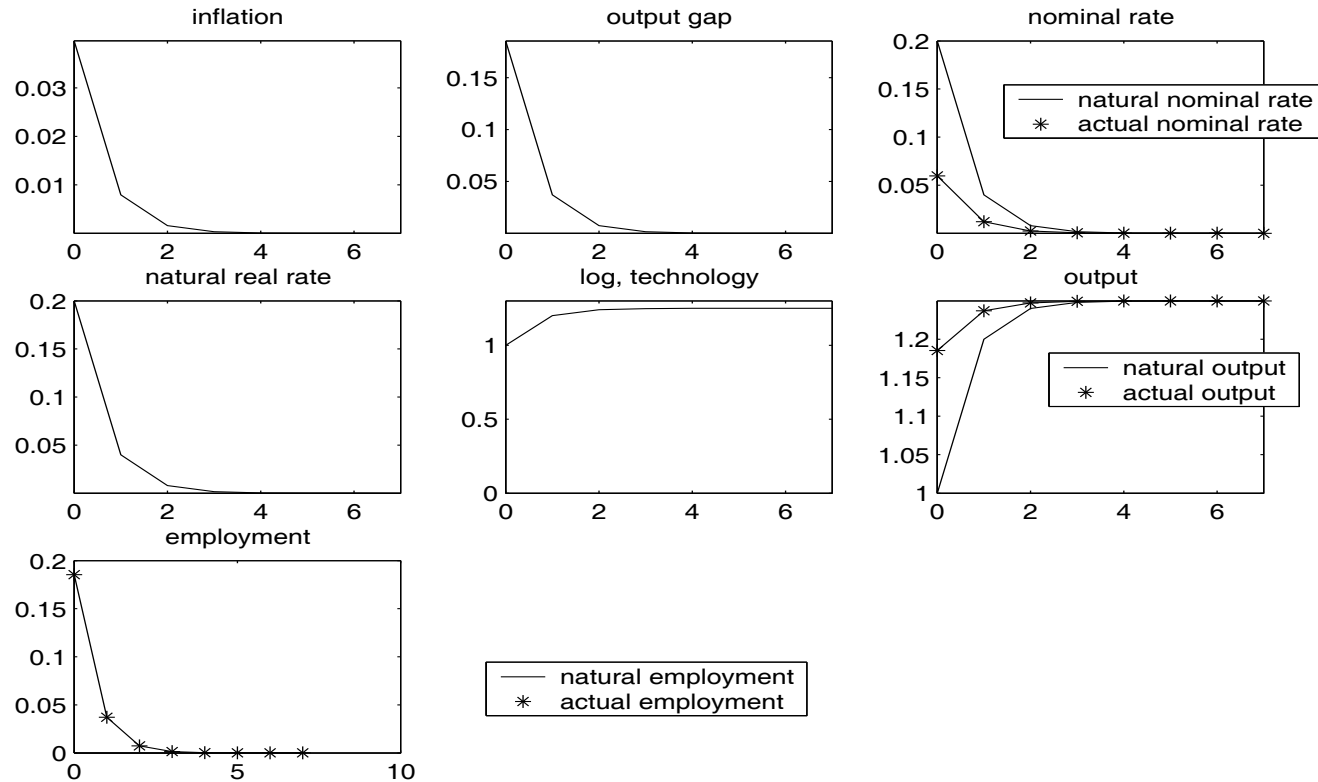 inflation
0.03
0.02
0.01
0 2 4 6
output gap
0.15
0.1
0.05
0 2 4 6
nominal rate
0.2
0.15
0.1
0.05
natural nominal rate
actual nominal rate
0 2 4 6
natural real rate
0.2
0.15
0.1
0.05
0 2 4 6
log, technology
1
0.5
0
0 2 4 6
output
1.2
1.15
1.1
1.05
1
natural output
actual output
0 2 4 6
employment
0.2
0.15
0.1
0.05
0
0 5 10
natural employment
actual employment